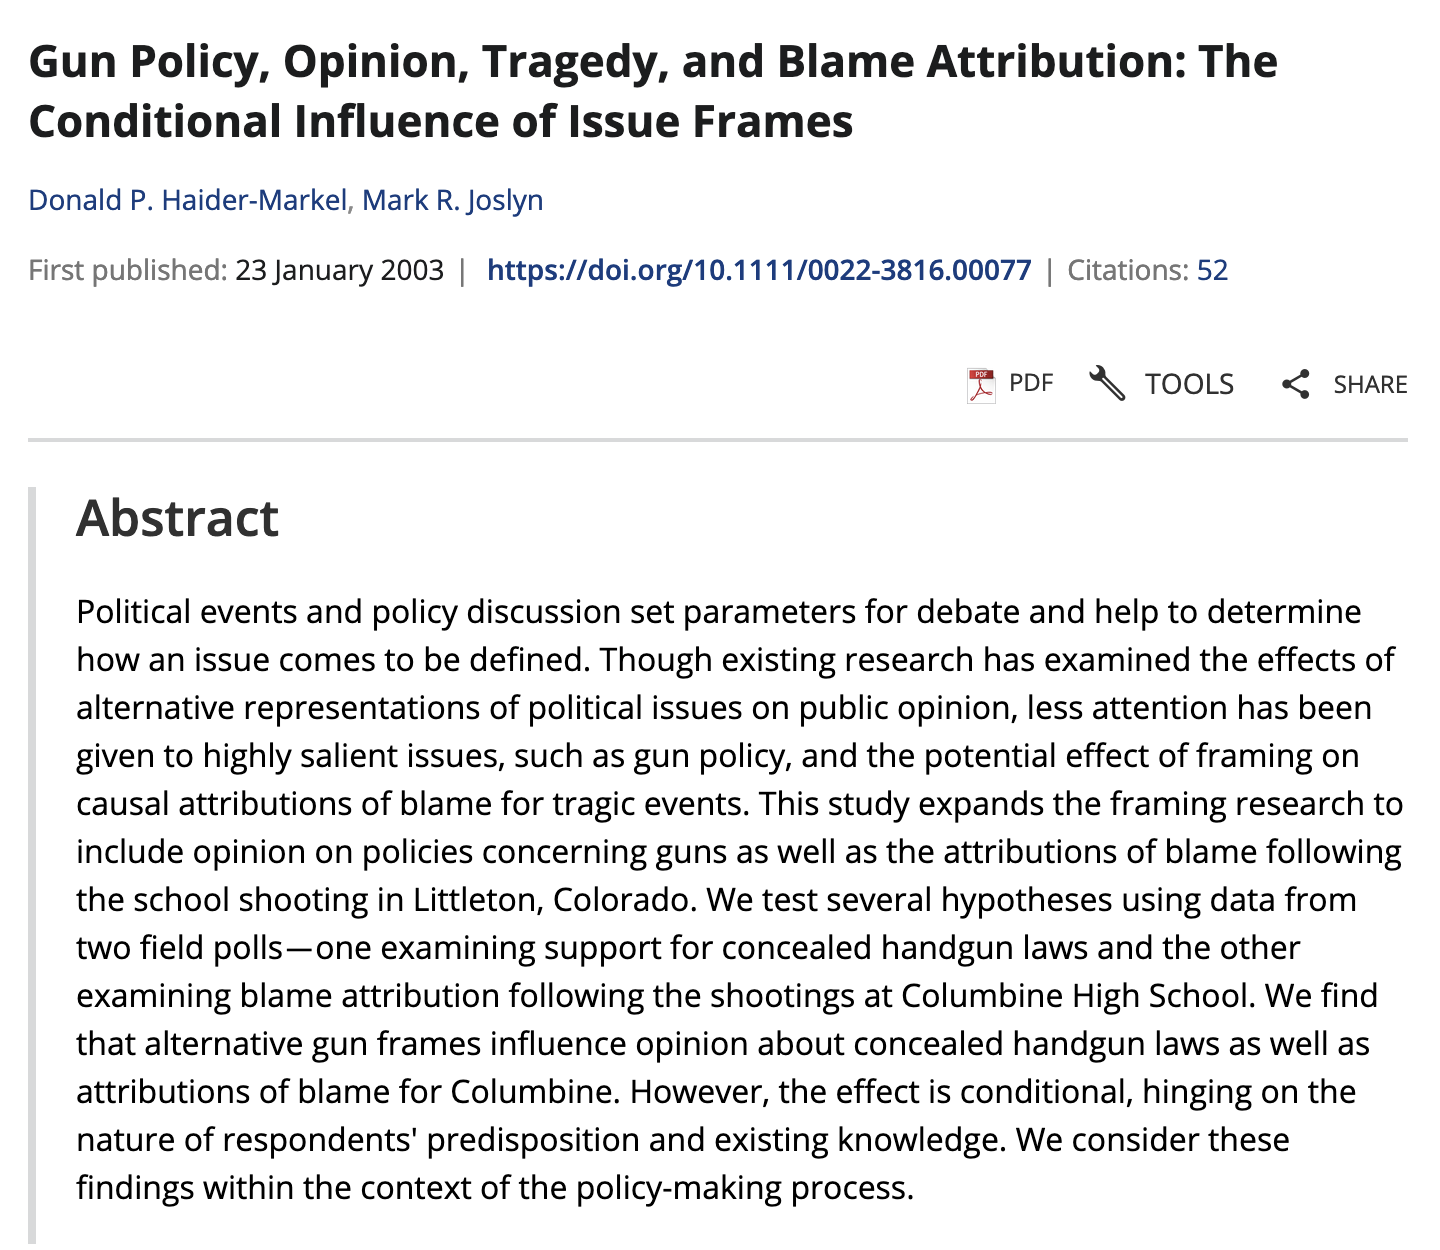 Gun Policy, Opinion, Tragedy, and Blame Attribution: The
Conditional Influence of Issue Frames
Donald P. Haider-Markel, Mark R. Joslyn
First published: 23 January 2003 | https://doi.org/10.1111/0022-3816.00077 | Citations: 52
PDF PDF TOOLS SHARE
Abstract
Political events and policy discussion set parameters for debate and help to determine
how an issue comes to be defined. Though existing research has examined the effects of
alternative representations of political issues on public opinion, less attention has been
given to highly salient issues, such as gun policy, and the potential effect of framing on
causal attributions of blame for tragic events. This study expands the framing research to
include opinion on policies concerning guns as well as the attributions of blame following
the school shooting in Littleton, Colorado. We test several hypotheses using data from
two field polls—one examining support for concealed handgun laws and the other
examining blame attribution following the shootings at Columbine High School. We find
that alternative gun frames influence opinion about concealed handgun laws as well as
attributions of blame for Columbine. However, the effect is conditional, hinging on the
nature of respondents' predisposition and existing knowledge. We consider these
findings within the context of the policy-making process.